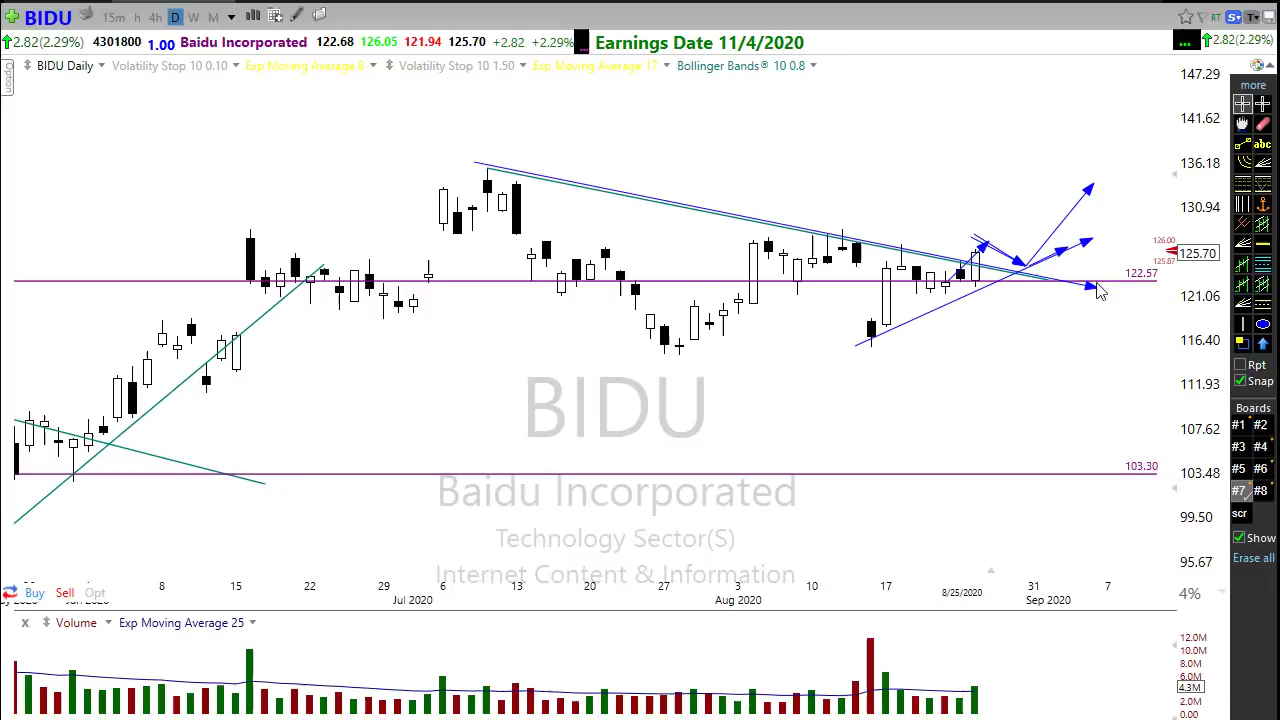 BIDU 15m h 4h D W M RT S T
2.82(2.29%) 4301800 1.00 Baidu Incorporated 122.68 126.05 121.94 125.70 +2.82 +2.29% ... Earnings Date 11/4/2020 ... 2.82(2.29%)
Option
BIDU Daily Volatility Stop 10 0.10 Exp Moving Average 8 Volatility Stop 10 1.50 Exp Moving Average 17 Bollinger Bands® 10 0.8
147.29
141.62
136.18
130.94
126.00
125.70
125.87
122.57
121.06
116.40
111.93
107.62
103.30
103.48
99.50
95.67
BIDU
Baidu Incorporated
Technology Sector(S)
Internet Content & Information
8 15 22 29 6 13 20 27 3 10 17 31 7
Jul 2020 Aug 2020 8/25/2020 Sep 2020
Buy Sell Opt 4%
x Volume Exp Moving Average 25
12.0M
10.0M
8.0M
6.0M
4.3M
2.0M
0.00
more
abc
Rpt
Snap
Boards
#1 #2
#3 #4
#5 #6
#7 #8
scr
Show
Erase all